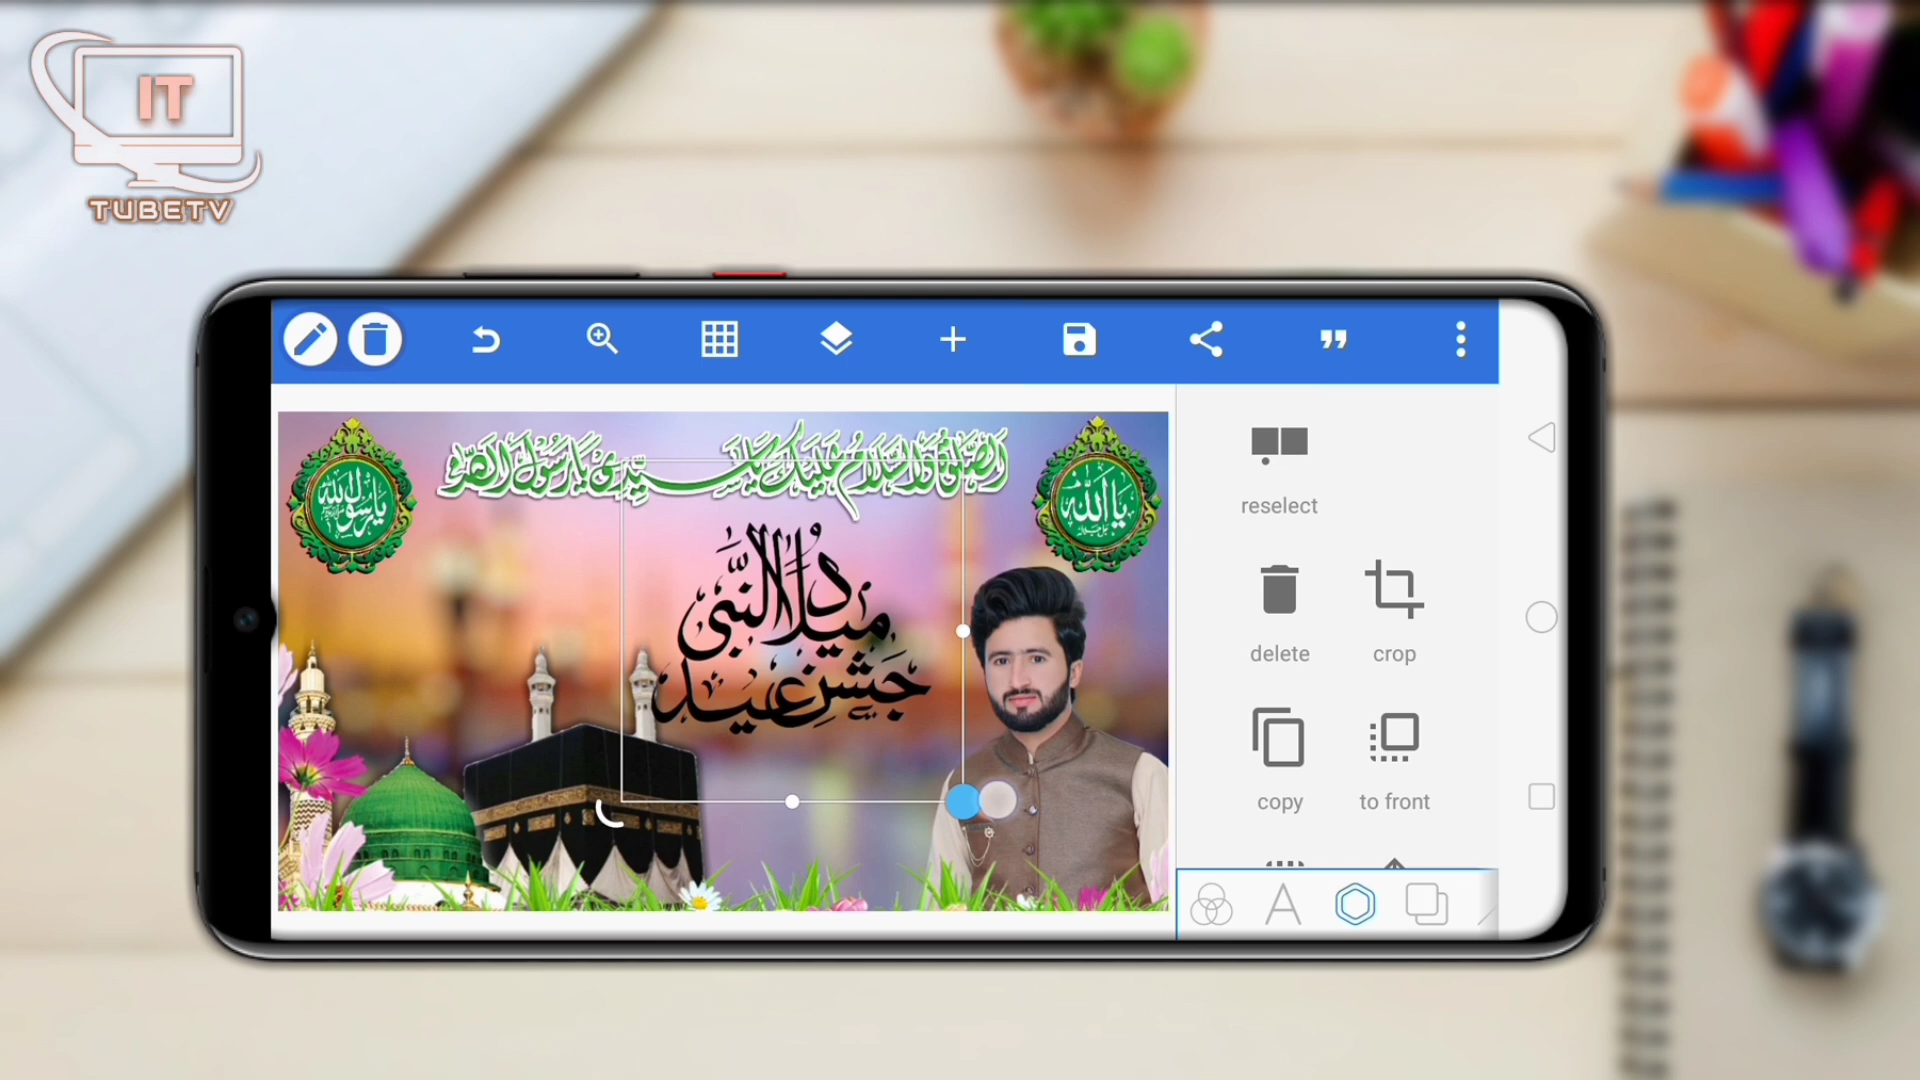 IT
TUBETV
الصلوٰۃ والسلام علیک یا سیدی یا رسول اللہ
یا رسول اللہ
یا اللہ
میلاد النبی
جشن عید
reselect
delete
crop
copy
to front